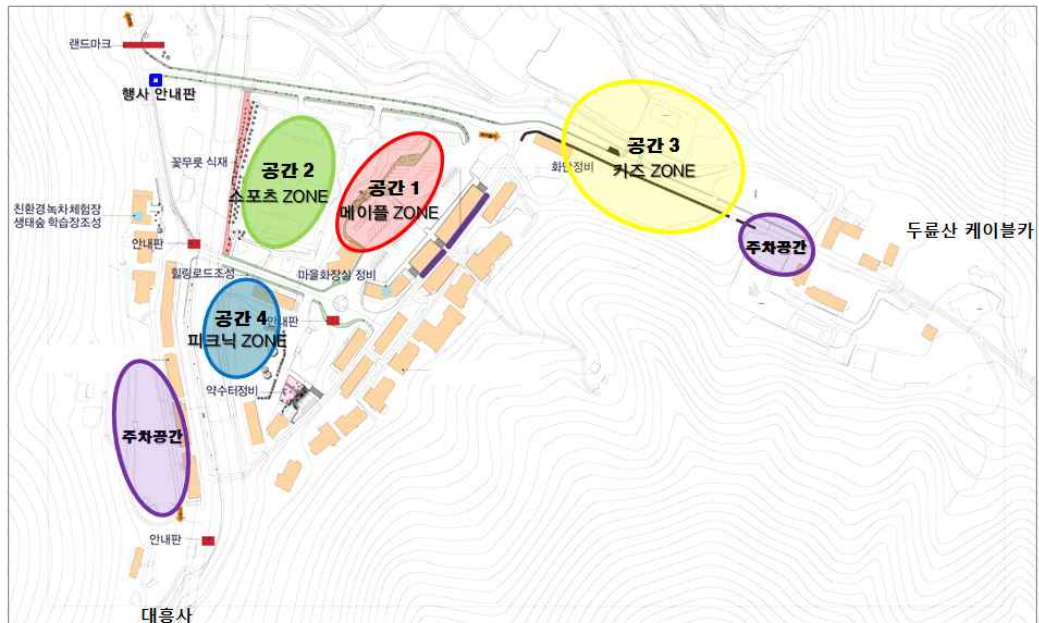 랜드마크
행사 안내판
공간 3
키즈 ZONE
화단정비
공간 2
스포츠 ZONE
꽃무릇 식재
공간 1
메이플 ZONE
친환경녹차체험장
생태숲 학습장조성
안내판
두륜산 케이블카
주차공간
힐링로드조성
마을화장실 정비
공간 4
피크닉 ZONE
안내판
약수터정비
주차공간
안내판
대흥사